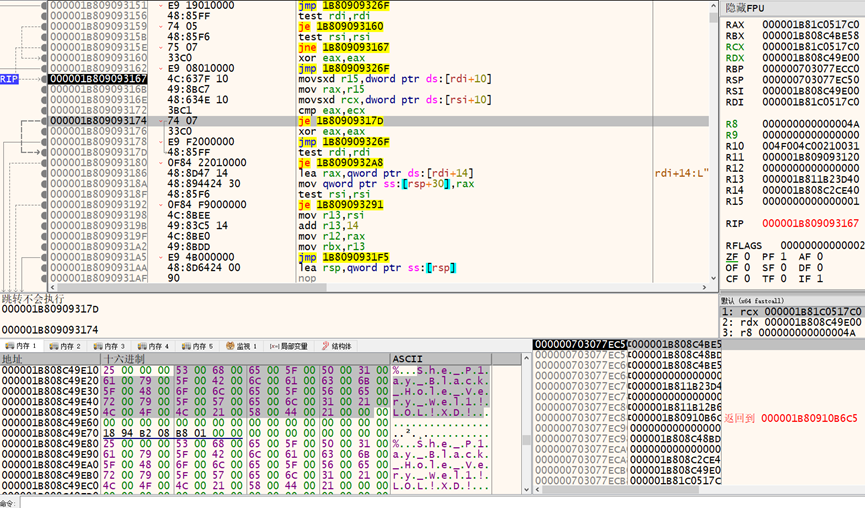 000001B809093151 E9 19010000 jmp 1B80909326F
000001B809093156 48:85FF test rdi,rdi
000001B809093159 74 05 je 1B809093160
000001B80909315B 48:85F6 test rsi,rsi
000001B80909315E 75 07 jne 1B809093167
000001B809093160 33C0 xor eax,eax
000001B809093162 E9 08010000 jmp 1B80909326F
RIP 000001B809093167 4C:637F 10 movsxd r15,dword ptr ds:[rdi+10]
000001B80909316B 49:8BC7 mov rax,r15
000001B80909316E 48:634E 10 movsxd rcx,dword ptr ds:[rsi+10]
000001B809093172 3BC1 cmp eax,ecx
000001B809093174 74 07 je 1B80909317D
000001B809093176 33C0 xor eax,eax
000001B809093178 E9 F2000000 jmp 1B80909326F
000001B80909317D 48:85FF test rdi,rdi
000001B809093180 0F84 22010000 je 1B8090932A8
000001B809093186 48:8D47 14 lea rax,qword ptr ds:[rdi+14] rdi+14:L"
000001B80909318A 48:894424 30 mov qword ptr ss:[rsp+30],rax
48:85F6 test rsi,rsi
0F84 F9000000 je 1B809093291
4C:8BEE mov r13,rsi
49:83C5 14 add r13,14
4C:8BE0 mov r12,rax
000001B8090931A2 49:8BDD mov rbx,r13
000001B8090931A5 E9 4B000000 jmp 1B8090931F5
000001B8090931AA 48:8D6424 00 lea rsp,qword ptr ss:[rsp]
000001B8090931AF 90 nop
隐藏FPU
RAX 000001B81C0517C0
RBX 000001B808C4BE58
RCX 000001B81C0517C0
RDX 000001B808C49E00
RBP 000000703077ECC0
RSP 000000703077EC50
RSI 000001B808C49E00
RDI 000001B81C0517C0
R8 000000000000004A
R9 0000000000000000
R10 004F004C00210031
R11 000001B809093120
R12 0000000000000000
R13 000001B811B23D40
R14 000001B808C2CE40
R15 0000000000000001
RIP 000001B809093167
RFLAGS 00000000000002
ZF 0 PF 1 AF 0
OF 0 SF 0 DF 0
CF 0 TF 0 IF 1
跳转不会执行
000001B80909317D
000001B809093174
默认 (x64 fastcall)
1: rcx 000001B81C0517C0
2: rdx 000001B808C49E00
3: r8 000000000000004A
内存 1 内存 2 内存 3 内存 4 内存 5 监视 1 局部变量 结构体
地址 十六进制 ASCII
000001B808C49E10 25 00 00 00 53 00 68 00 65 00 5F 00 50 00 31 00 %...S.h.e._.P.1.
000001B808C49E20 61 00 79 00 5F 00 42 00 6C 00 61 00 63 00 6B 00 a.y._.B.l.a.c.k.
000001B808C49E30 5F 00 48 00 6F 00 6C 00 65 00 5F 00 56 00 65 00 _.H.o.l.e._.V.e.
000001B808C49E40 72 00 79 00 5F 00 57 00 65 00 6C 00 31 00 21 00 r.y._.W.e.l.1.!.
000001B808C49E50 4C 00 4F 00 4C 00 21 00 58 00 44 00 21 00 00 00 L.O.L.!.X.D.!...
000001B808C49E60 00 00 00 00 00 00 00 00 00 00 00 00 00 00 00 00 ................
000001B808C49E70 18 94 B2 08 B8 01 00 00 00 00 00 00 00 00 00 00
000001B808C49E80 25 00 00 00 53 00 68 00 65 00 5F 00 50 00 31 00 %...S.h.e._.P.1.
000001B808C49E90 61 00 79 00 5F 00 42 00 6C 00 61 00 63 00 6B 00 a.y._.B.l.a.c.k.
000001B808C49EA0 5F 00 48 00 6F 00 6C 00 65 00 5F 00 56 00 65 00 _.H.o.l.e._.V.e.
000001B808C49EB0 72 00 79 00 5F 00 57 00 65 00 6C 00 31 00 21 00 r.y._.W.e.l.1.!.
000001B808C49EC0 4C 00 4F 00 4C 00 21 00 58 00 44 00 21 00 00 00 L.O.L.!.X.D.!...
000000703077EC5 000001B808C4BE5
000000703077EC5 000001B808C48BD
000000703077EC6 000001B808C49E0
000000703077EC6 0000000000000000
000000703077EC7 000001B811B23D4
000000703077EC7
000000703077EC8 000001B811B12B6
000000703077EC8 000001B80910B6C 返回到 000001B80910B6C5
000000703077EC9 0000000000000000
000000703077EC9 000001B808C48BD
000000703077ECA 0000000000000000
000000703077ECA 000001B808C2CE4
000000703077ECB 000001B808C49E0
000000703077ECB 000001B81C0517C
命令: